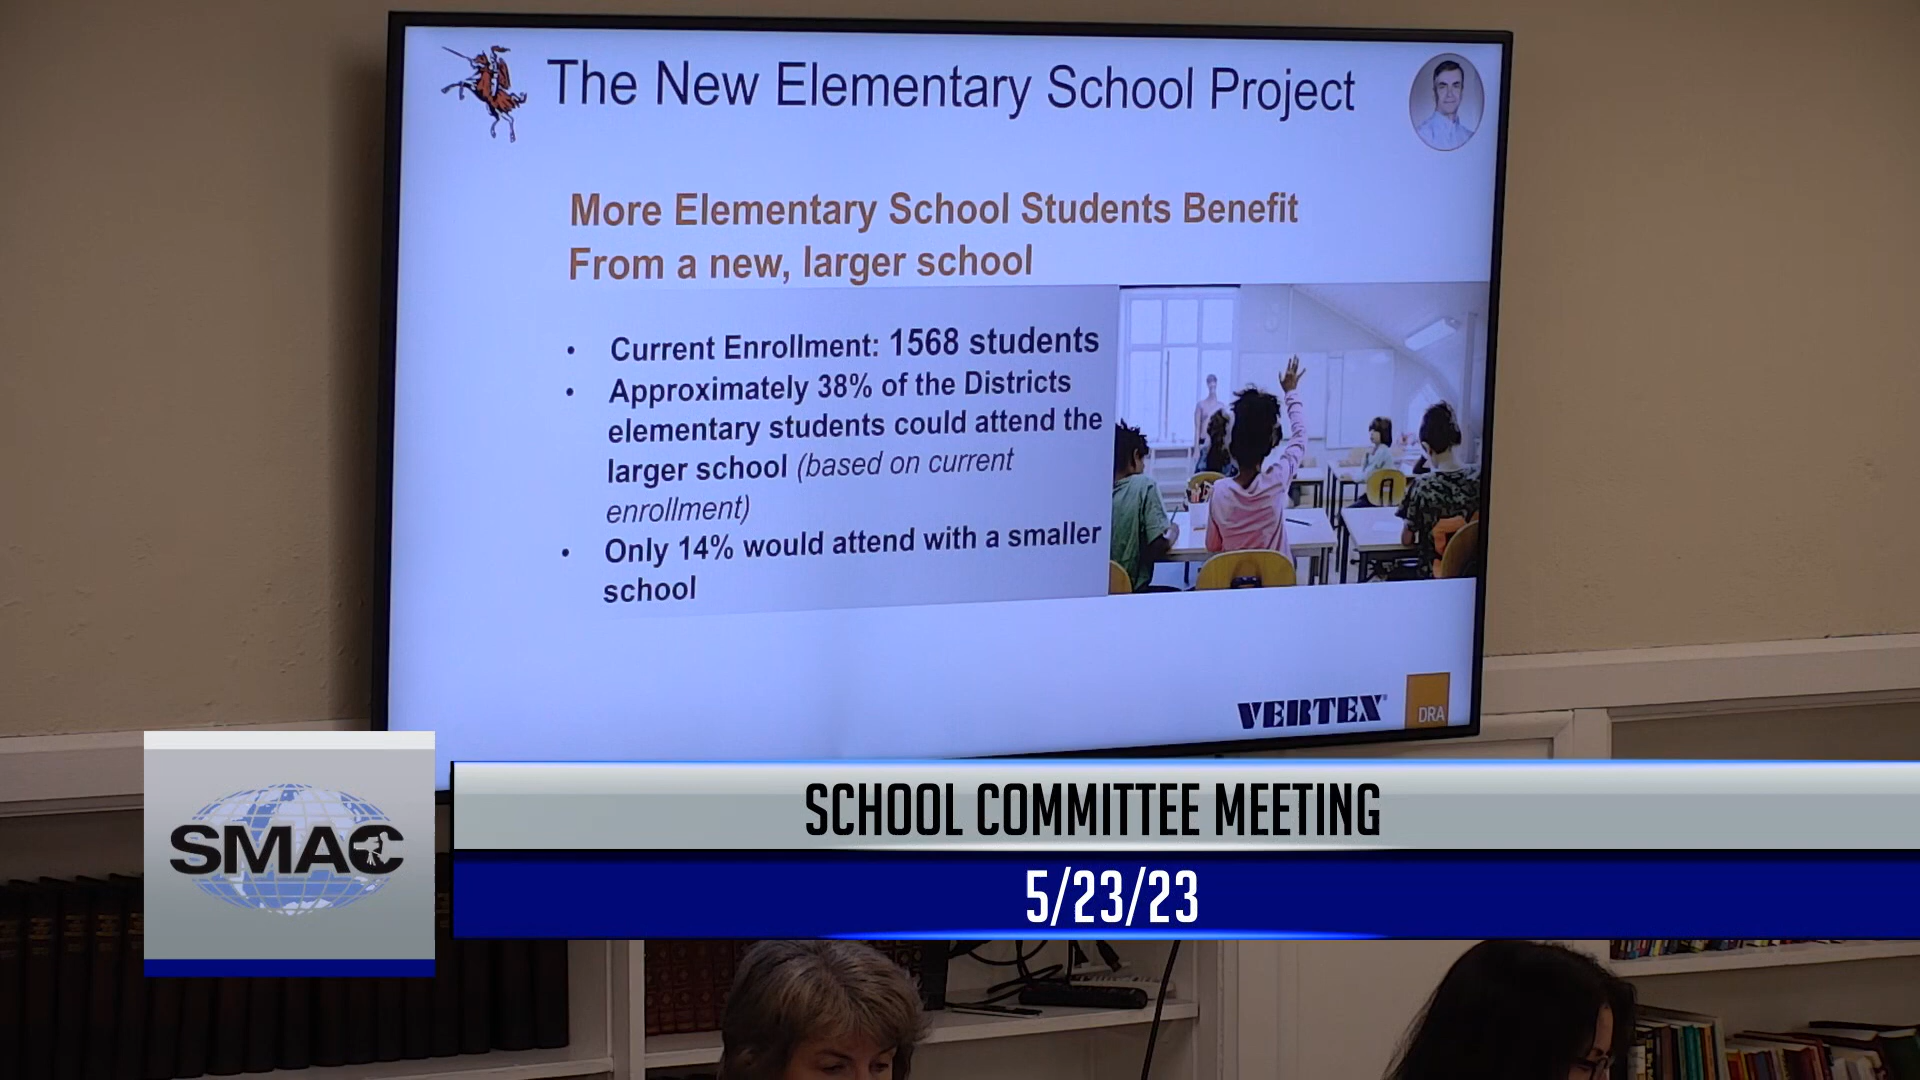 The New Elementary School Project
More Elementary School Students Benefit
From a new, larger school
• Current Enrollment: 1568 students
• Approximately 38% of the Districts
elementary students could attend the
larger school (based on current
enrollment)
• Only 14% would attend with a smaller
school
VERTEX
DRA
SMAC
SCHOOL COMMITTEE MEETING
5/23/23